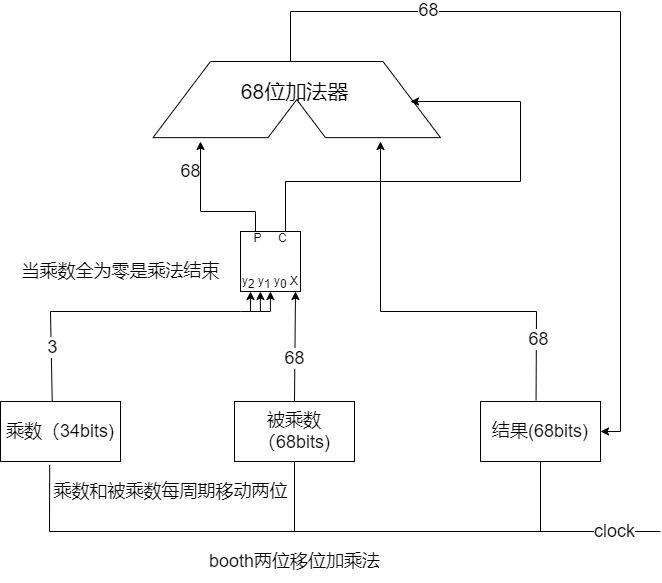 68
68位加法器
68
P C
当乘数全为零是乘法结束
y2 y1 y0 X
3
68
68
乘数（34bits)
被乘数
（68bits)
结果(68bits)
乘数和被乘数每周期移动两位
clock
booth两位移位加乘法